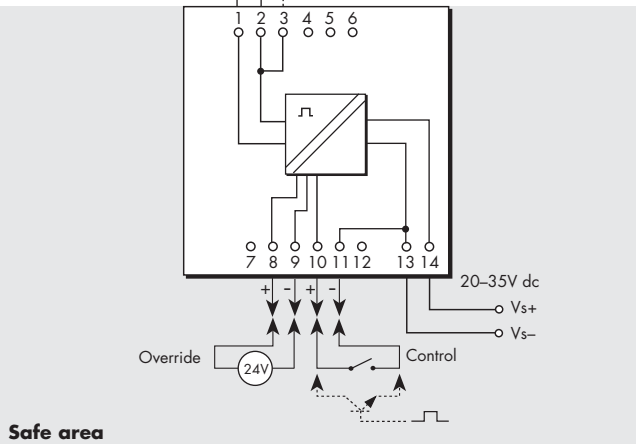 1 2 3 4 5 6
7 8 9 10 11 12 13 14
20–35V dc
+ - + -
Vs+
Vs–
Override
24V
Control
Safe area